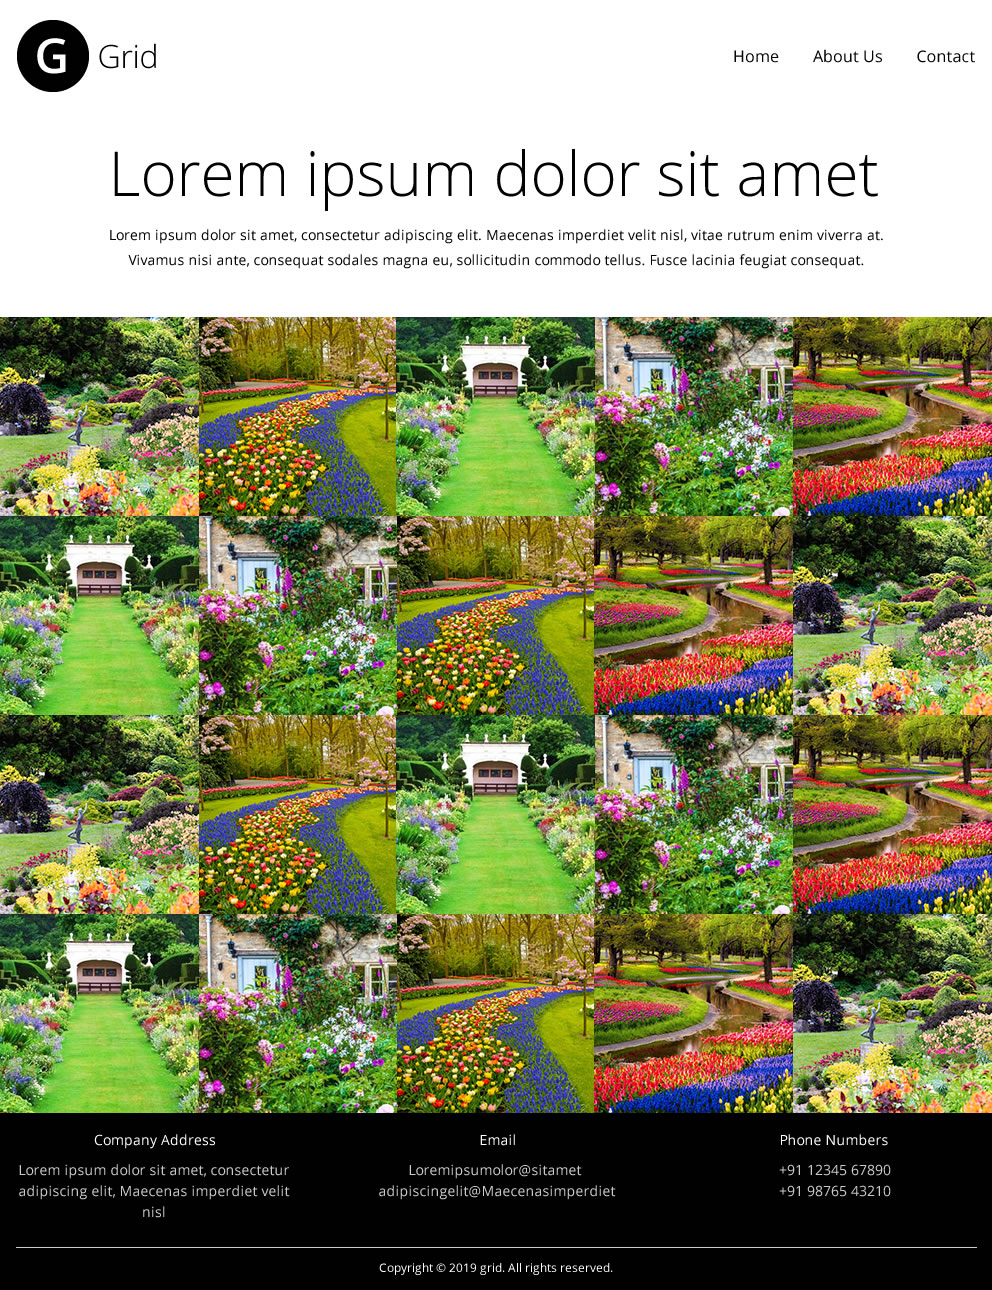 G Grid
Home About Us Contact
Lorem ipsum dolor sit amet
Lorem ipsum dolor sit amet, consectetur adipiscing elit. Maecenas imperdiet velit nisl, vitae rutrum enim viverra at.
Vivamus nisi ante, consequat sodales magna eu, sollicitudin commodo tellus. Fusce lacinia feugiat consequat.
Company Address
Lorem ipsum dolor sit amet, consectetur
adipiscing elit, Maecenas imperdiet velit
nisl
Email
Loremipsumolor@sitamet
adipiscingelit@Maecenasimperdiet
Phone Numbers
+91 12345 67890
+91 98765 43210
Copyright © 2019 grid. All rights reserved.